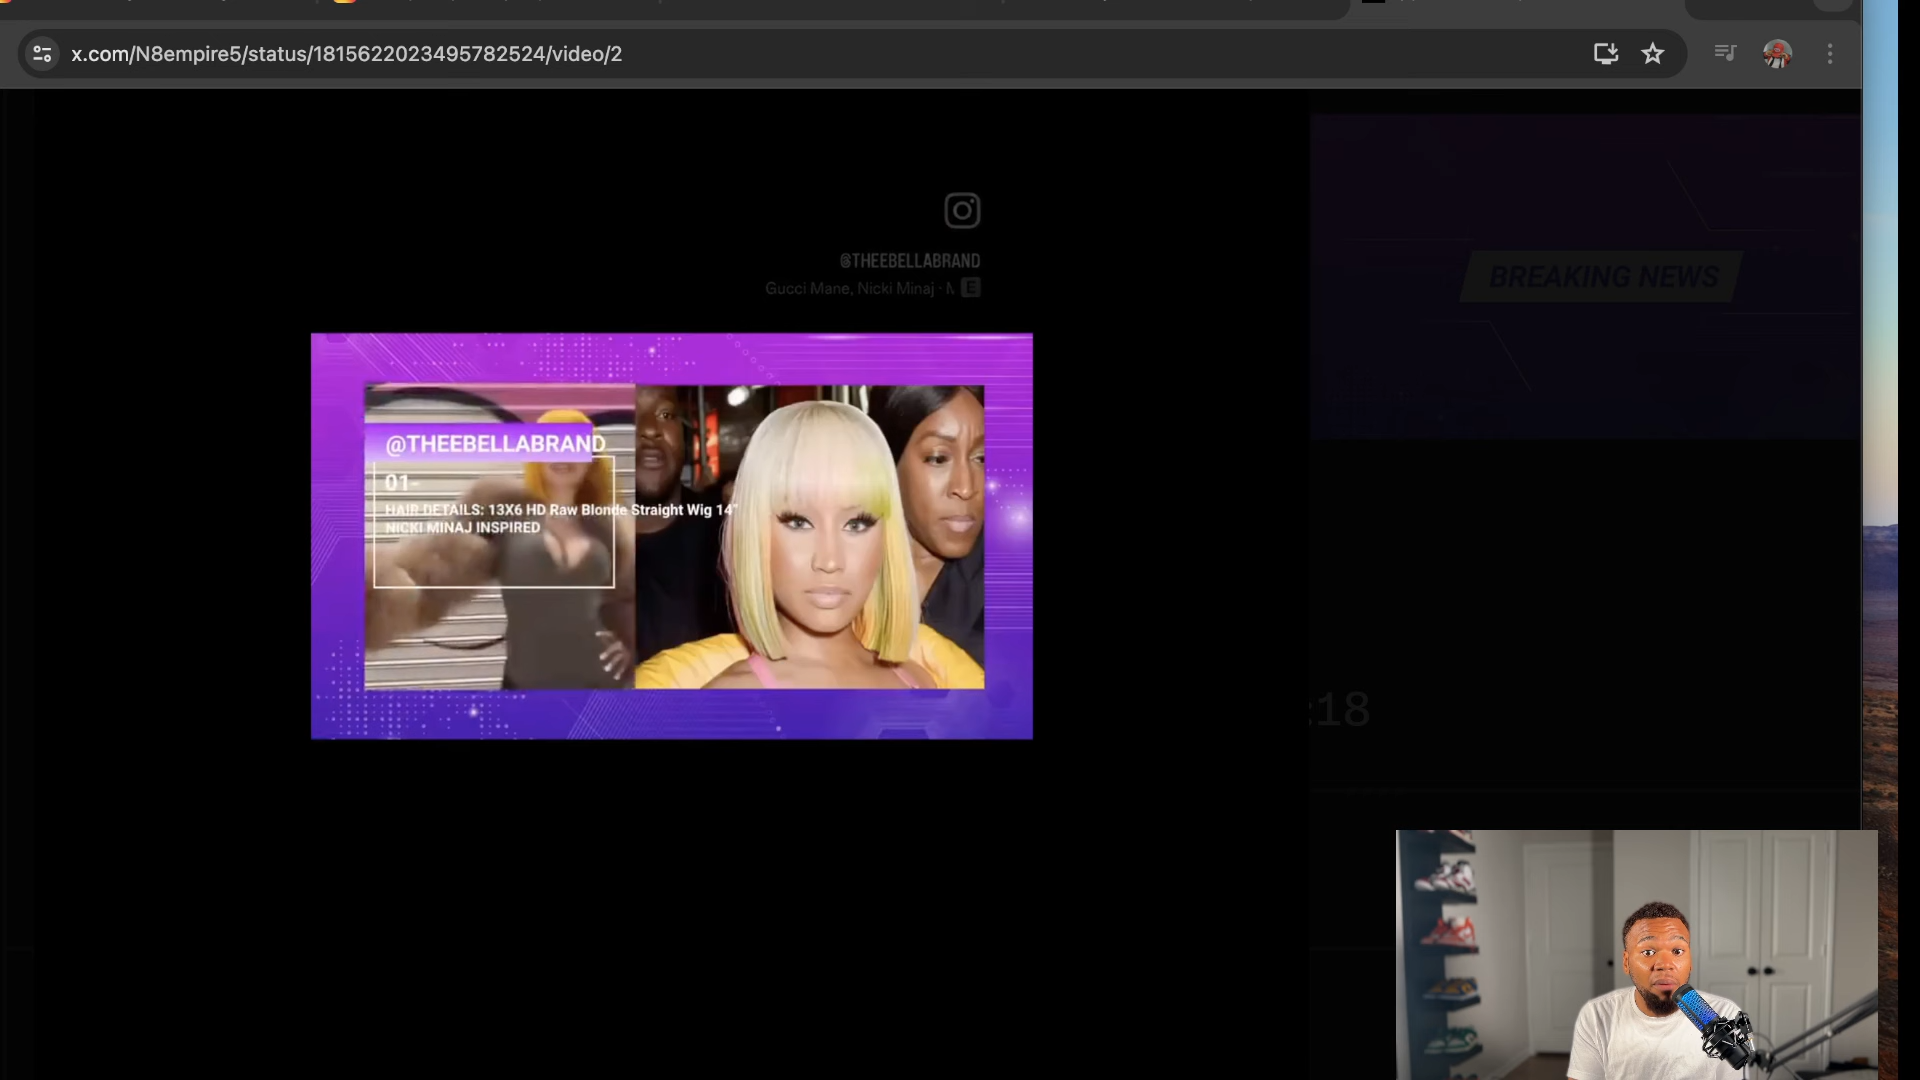 x.com/N8empire5/status/1815622023495782524/video/2
@THEEBELLABRAND
Gucci Mane, Nicki Minaj · M E
BREAKING NEWS
@THEEBELLABRAND
01-
HAIR DETAILS: 13X6 HD Raw Blonde Straight Wig 14"
NICKI MINAJ INSPIRED
:18